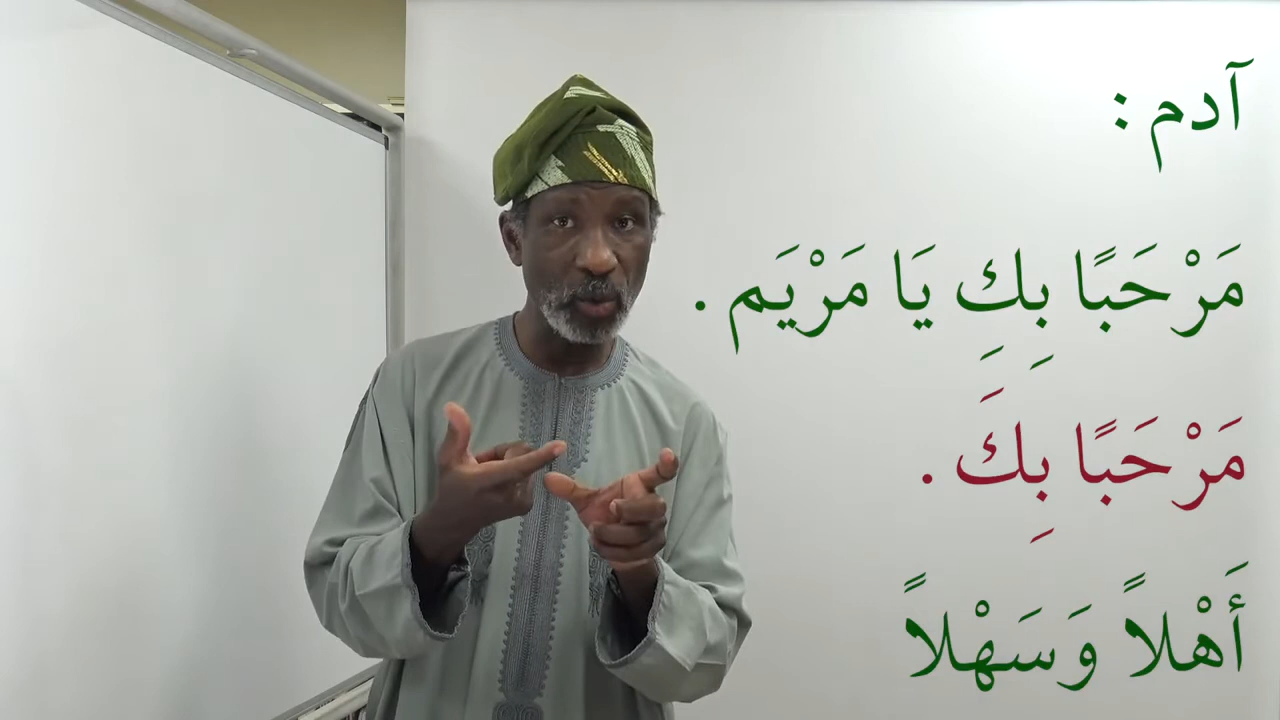 آدم :
مَرْحَبًا بِكِ يَا مَرْيَم .
مَرْحَبًا بِكَ .
أَهْلاً وَسَهْلاً